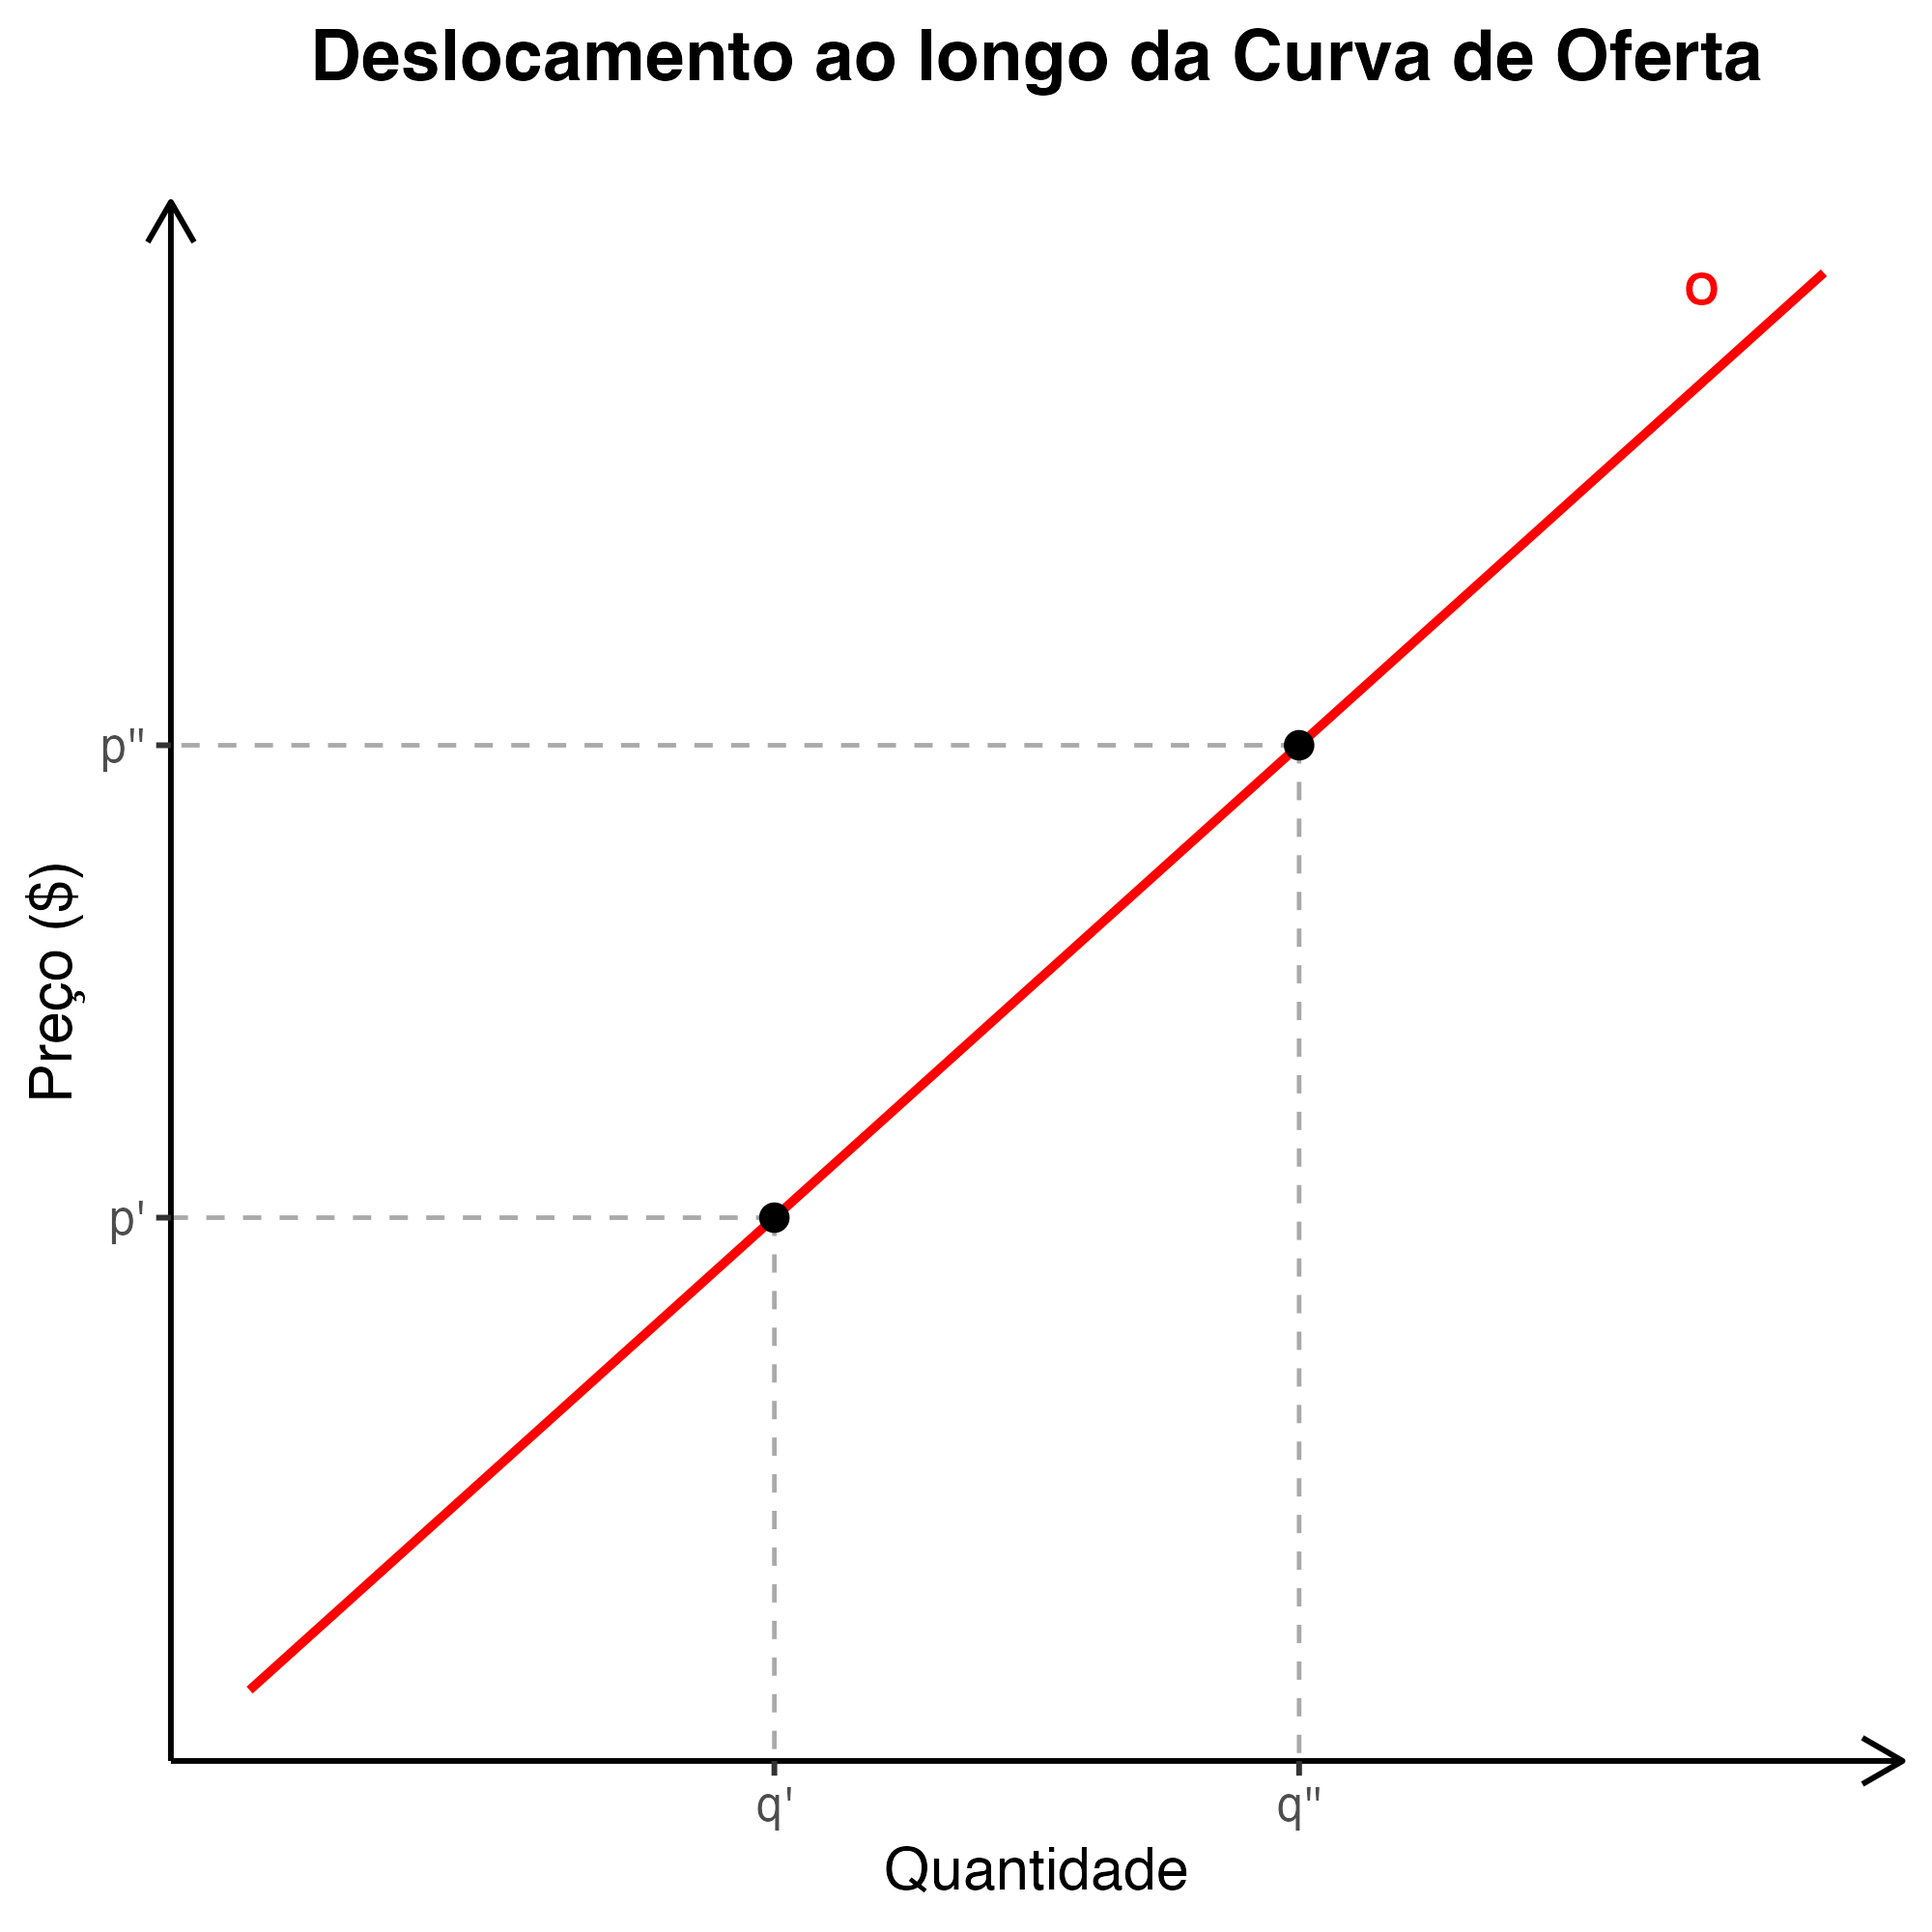 Deslocamento ao longo da Curva de Oferta
o
p"
Preço ($)
p'
q' q"
Quantidade